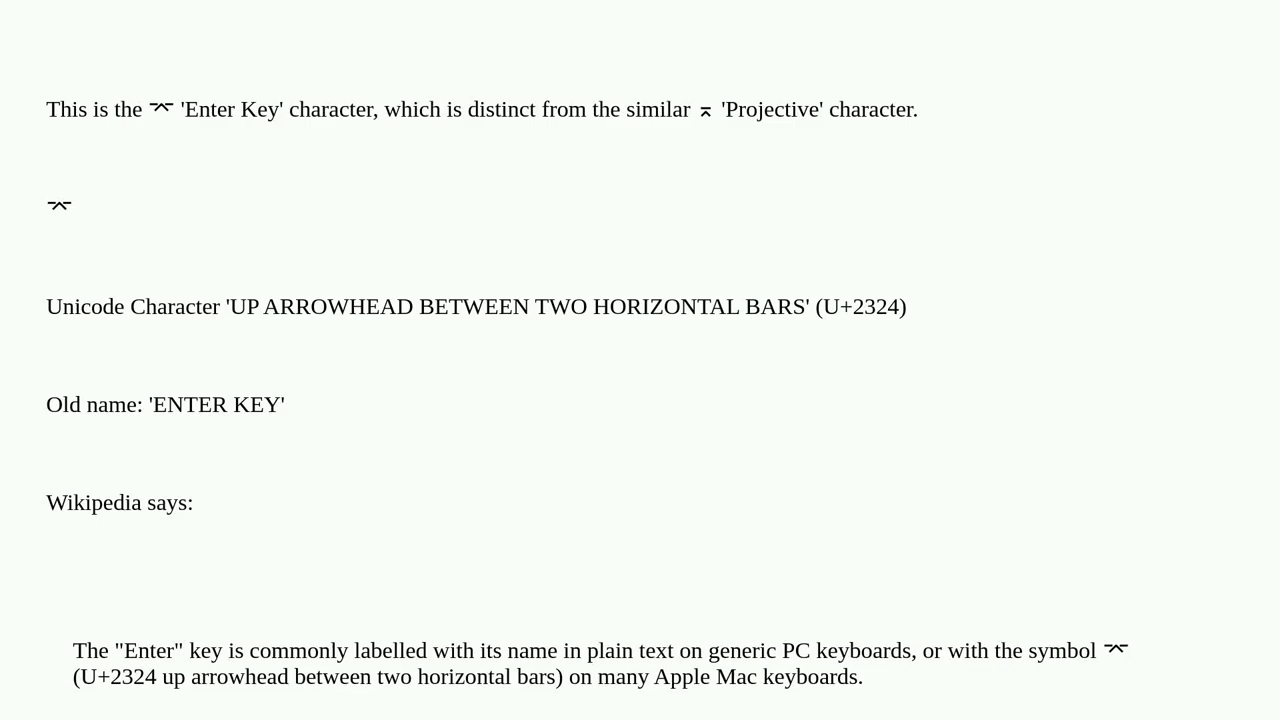 This is the ⌤ 'Enter Key' character, which is distinct from the similar ⌅ 'Projective' character.
⌤
Unicode Character 'UP ARROWHEAD BETWEEN TWO HORIZONTAL BARS' (U+2324)
Old name: 'ENTER KEY'
Wikipedia says:
The "Enter" key is commonly labelled with its name in plain text on generic PC keyboards, or with the symbol ⌤
(U+2324 up arrowhead between two horizontal bars) on many Apple Mac keyboards.